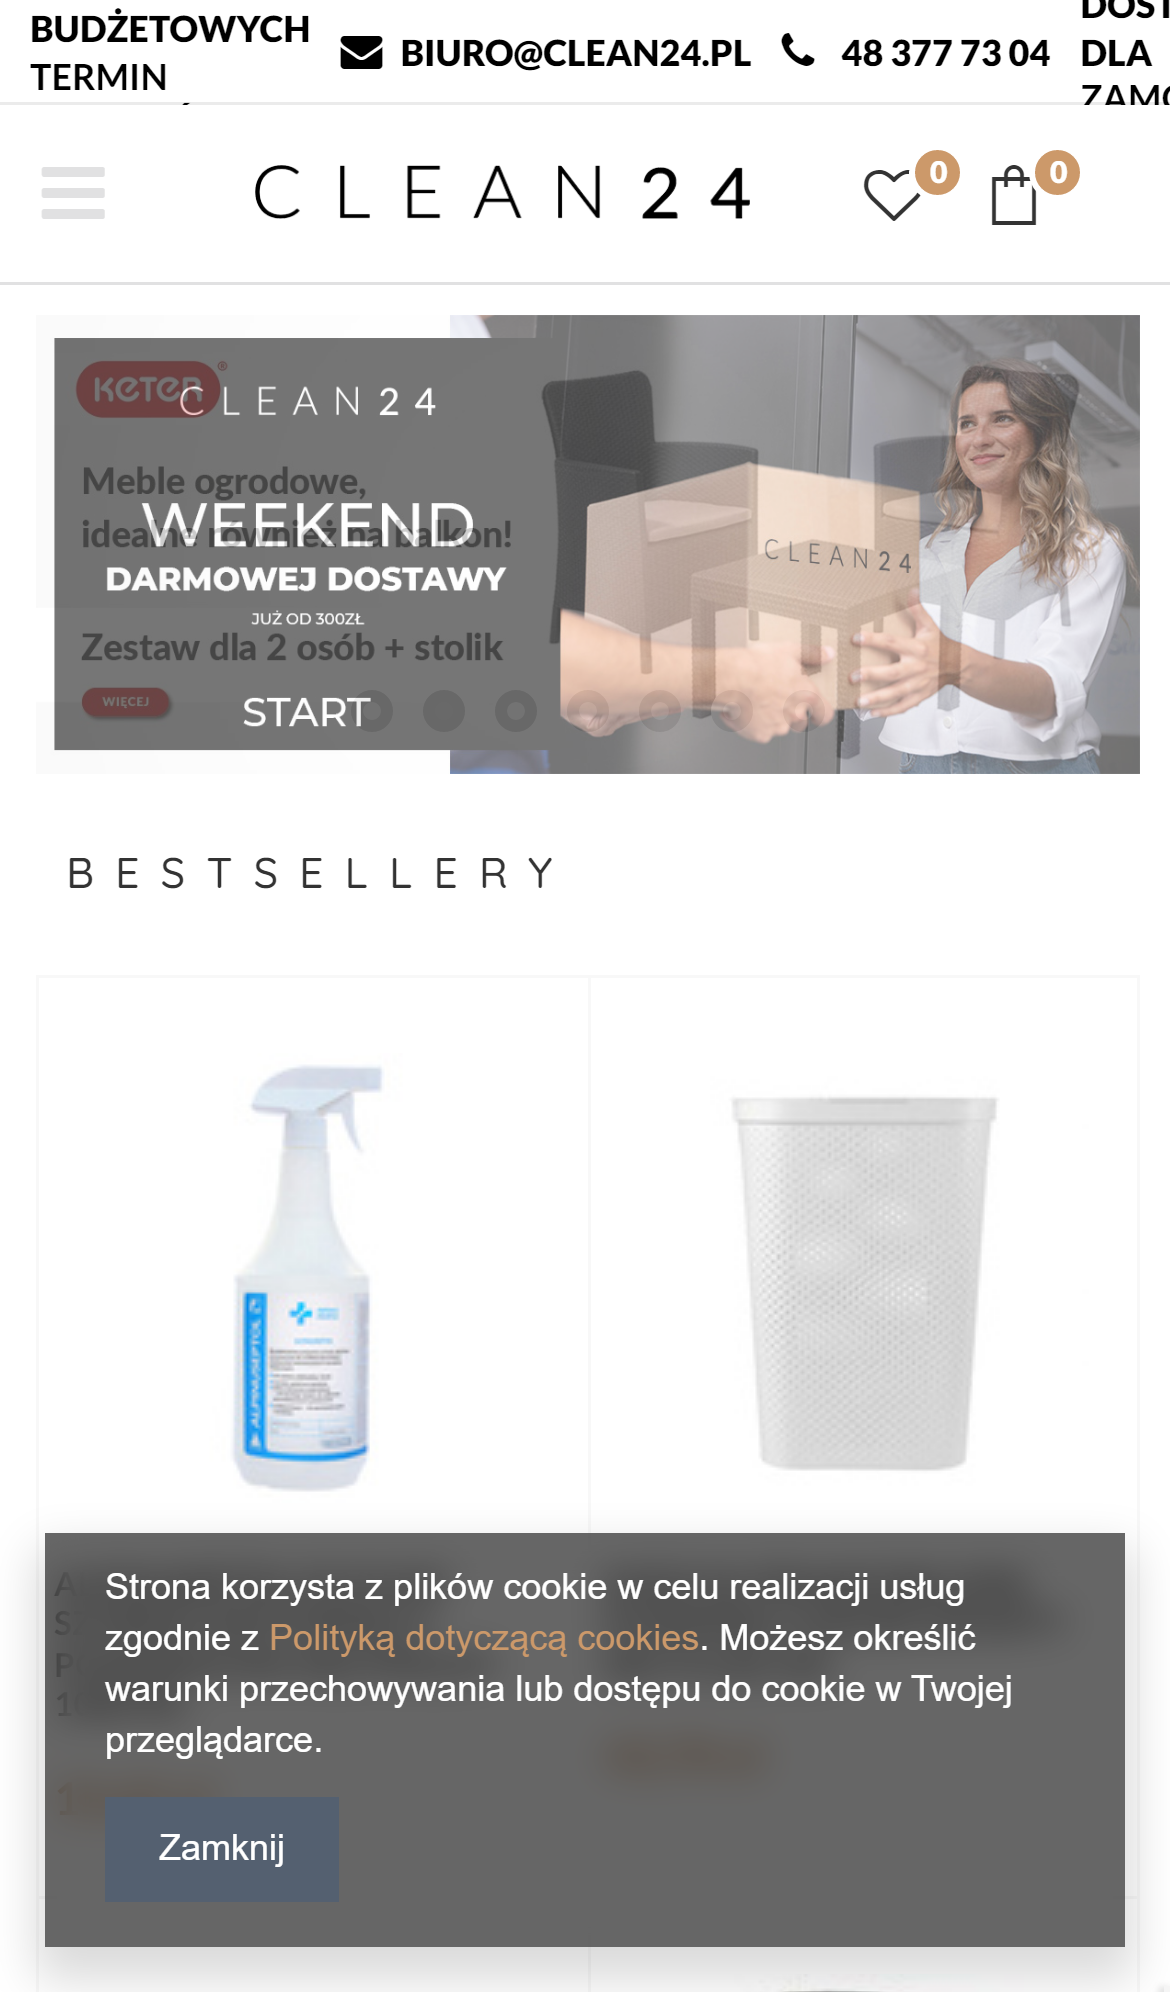 BUDŻETOWYCH
TERMIN
BIURO@CLEAN24.PL
48 377 73 04
DLA
CLEAN24
0
0
KETER®
CLEAN24
Meble ogrodowe,
idealne również na balkon!
WEEKEND
DARMOWEJ DOSTAWY
JUŻ OD 300ZŁ
Zestaw dla 2 osób + stolik
WIĘCEJ
START
CLEAN24
BESTSELLERY
ALPINUSEPTOL
Strona korzysta z plików cookie w celu realizacji usług
zgodnie z Polityką dotyczącą cookies. Możesz określić
warunki przechowywania lub dostępu do cookie w Twojej
przeglądarce.
Zamknij